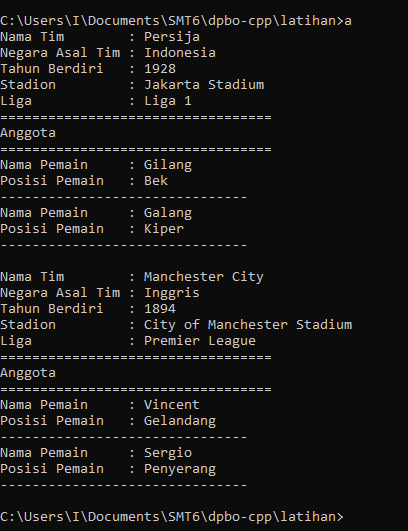 C:\Users\I\Documents\SMT6\dpbo-cpp\latihan>a
Nama Tim        : Persija
Negara Asal Tim : Indonesia
Tahun Berdiri   : 1928
Stadion         : Jakarta Stadium
Liga            : Liga 1
==================================
Anggota
==================================
Nama Pemain     : Gilang
Posisi Pemain   : Bek
-------------------------------
Nama Pemain     : Galang
Posisi Pemain   : Kiper
-------------------------------

Nama Tim        : Manchester City
Negara Asal Tim : Inggris
Tahun Berdiri   : 1894
Stadion         : City of Manchester Stadium
Liga            : Premier League
==================================
Anggota
==================================
Nama Pemain     : Vincent
Posisi Pemain   : Gelandang
-------------------------------
Nama Pemain     : Sergio
Posisi Pemain   : Penyerang
-------------------------------

C:\Users\I\Documents\SMT6\dpbo-cpp\latihan>